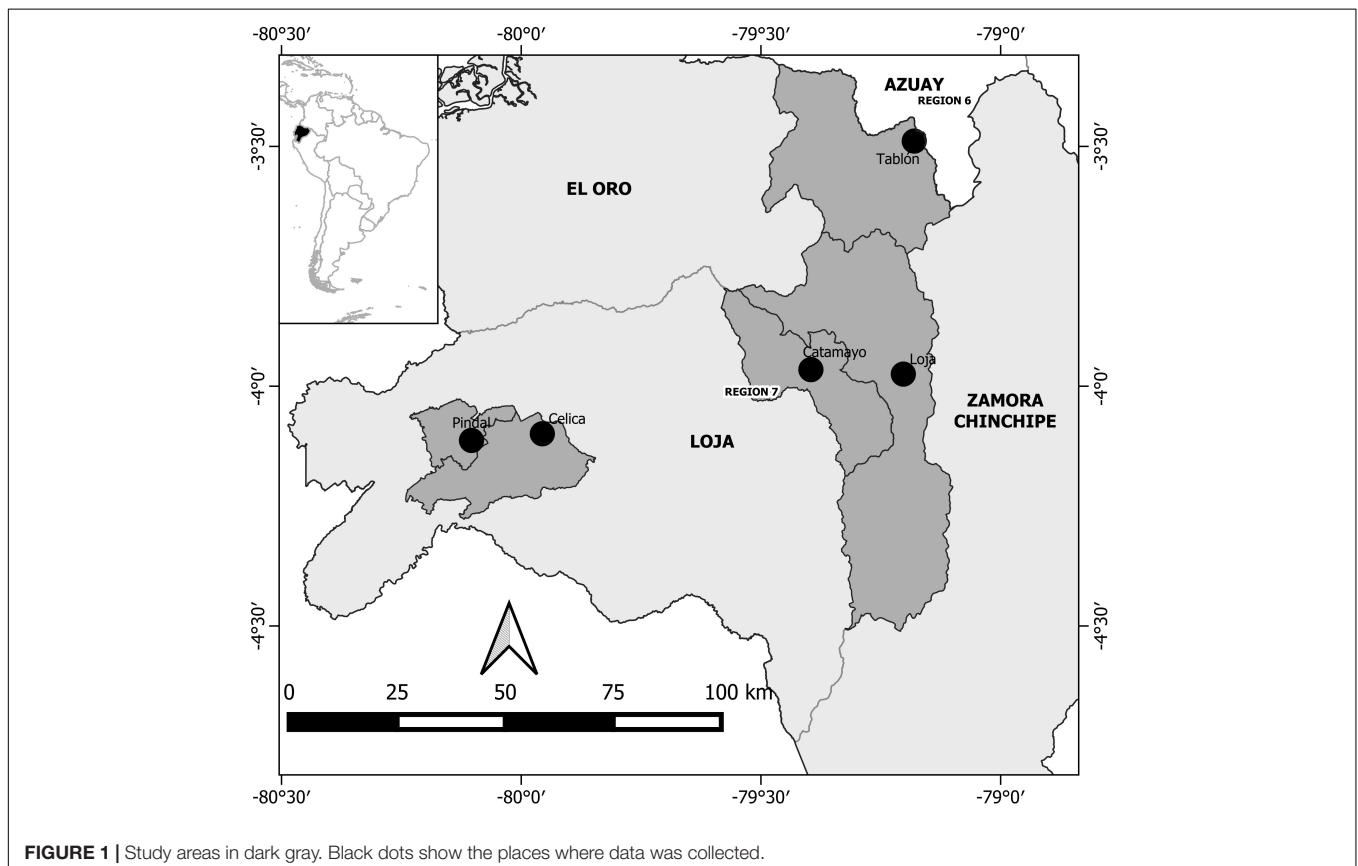 -80°30′ -80°0′ -79°30′ -79°0′
AZUAY
REGION 6
-3°30′ -3°30′
Tablón
EL ORO
Catamayo Loja
-4°0′ -4°0′
REGION 7
ZAMORA
CHINCHIPE
Pindal Celica
LOJA
-4°30′ -4°30′
0 25 50 75 100 km
-80°30′ -80°0′ -79°30′ -79°0′
FIGURE 1 | Study areas in dark gray. Black dots show the places where data was collected.